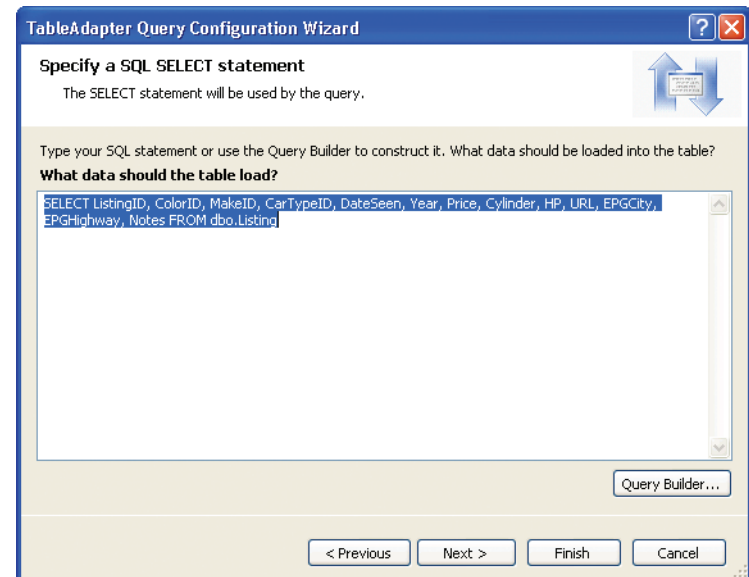 TableAdapter Query Configuration Wizard
Specify a SQL SELECT statement
The SELECT statement will be used by the query.
Type your SQL statement or use the Query Builder to construct it. What data should be loaded into the table?
What data should the table load?
SELECT ListingID, ColorID, MakeID, CarTypeID, DateSeen, Year, Price, Cylinder, HP, URL, EPGCity,
EPGHighway, Notes FROM dbo.Listing
Query Builder...
< Previous Next > Finish Cancel